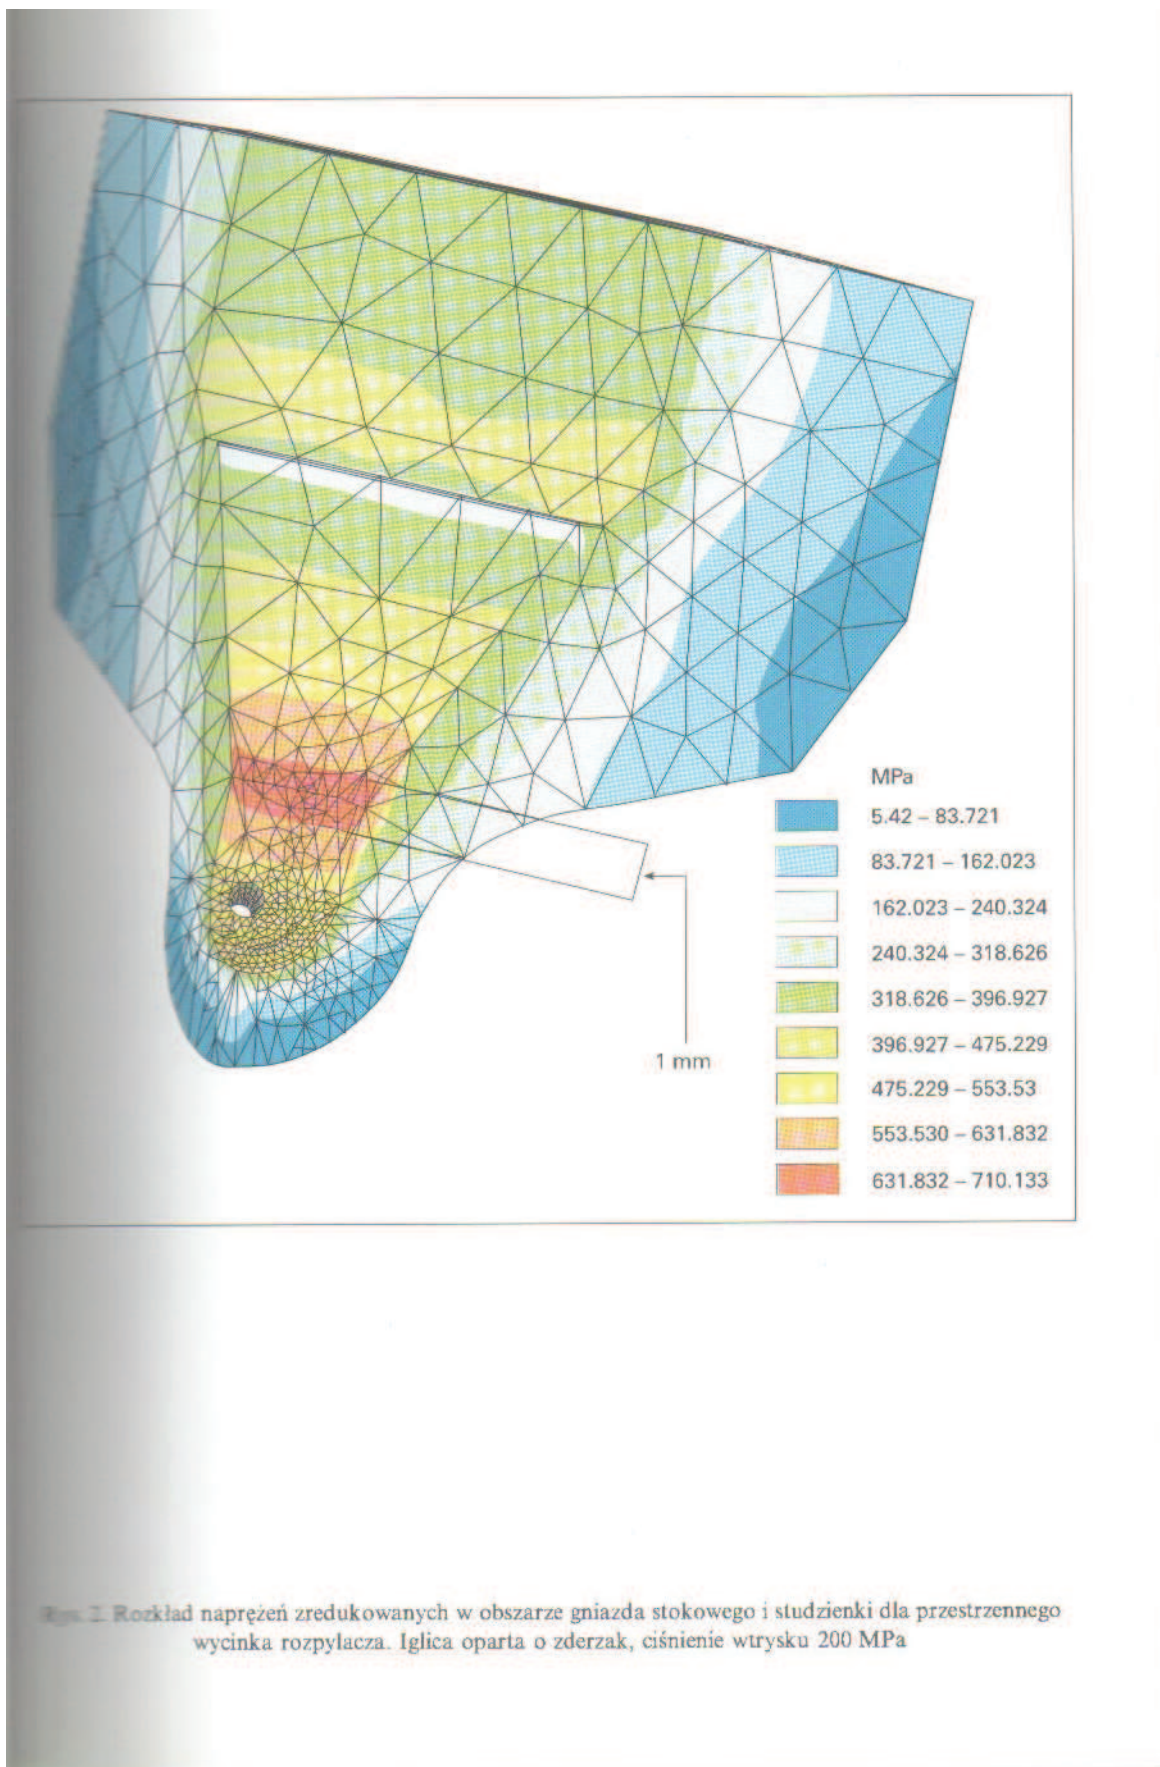 MPa
5.42 – 83.721
83.721 – 162.023
162.023 – 240.324
240.324 – 318.626
318.626 – 396.927
396.927 – 475.229
475.229 – 553.53
553.530 – 631.832
631.832 – 710.133
1 mm
Rys. 2. Rozkład naprężeń zredukowanych w obszarze gniazda stokowego i studzienki dla przestrzennego
wycinka rozpylacza. Iglica oparta o zderzak, ciśnienie wtrysku 200 MPa